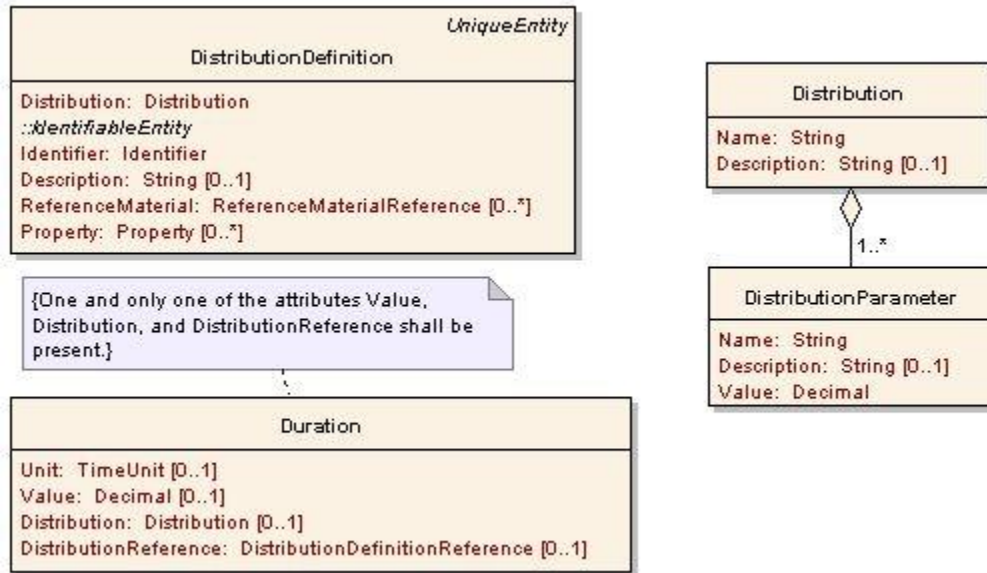 UniqueEntity
DistributionDefinition
Distribution: Distribution
::IdentifiableEntity
Identifier: Identifier
Description: String [0..1]
ReferenceMaterial: ReferenceMaterialReference [0..*]
Property: Property [0..*]
{One and only one of the attributes Value,
Distribution, and DistributionReference shall be
present.}
Duration
Unit: TimeUnit [0..1]
Value: Decimal [0..1]
Distribution: Distribution [0..1]
DistributionReference: DistributionDefinitionReference [0..1]
Distribution
Name: String
Description: String [0..1]
1..*
DistributionParameter
Name: String
Description: String [0..1]
Value: Decimal